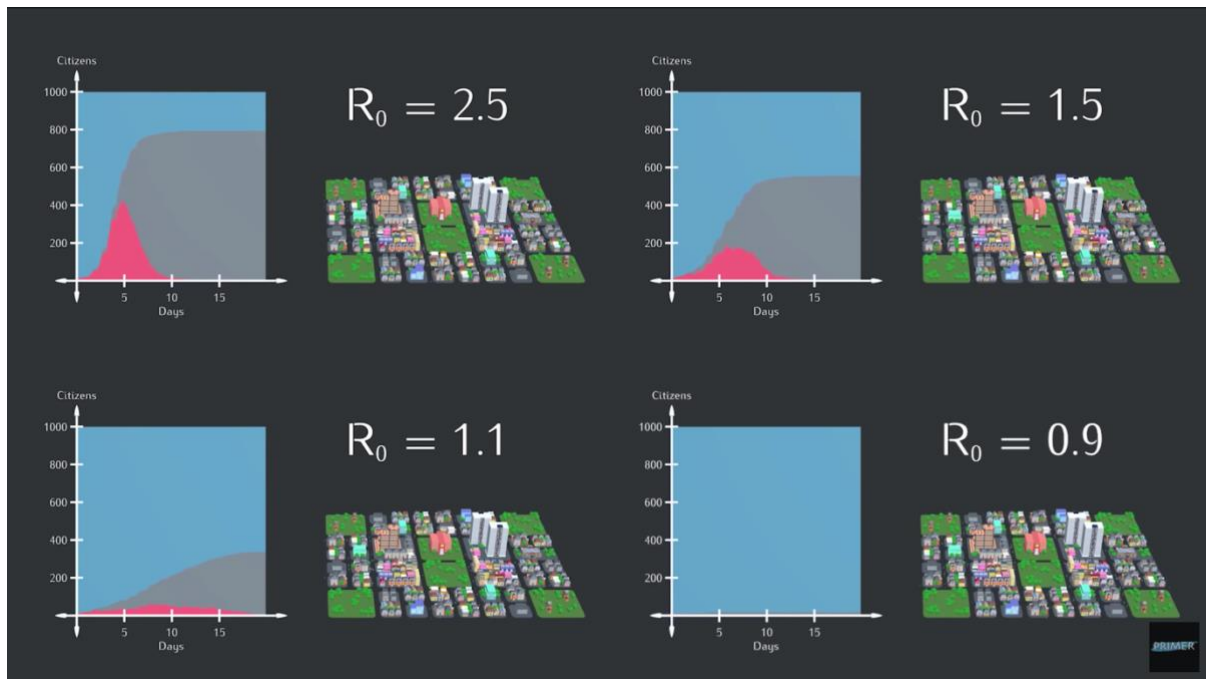 Citizens
1000
800
600
400
200
5 10 15
Days
R₀ = 2.5
Citizens
1000
800
600
400
200
5 10 15
Days
R₀ = 1.5
Citizens
1000
800
600
400
200
5 10 15
Days
R₀ = 1.1
Citizens
1000
800
600
400
200
5 10 15
Days
R₀ = 0.9
PRIMER